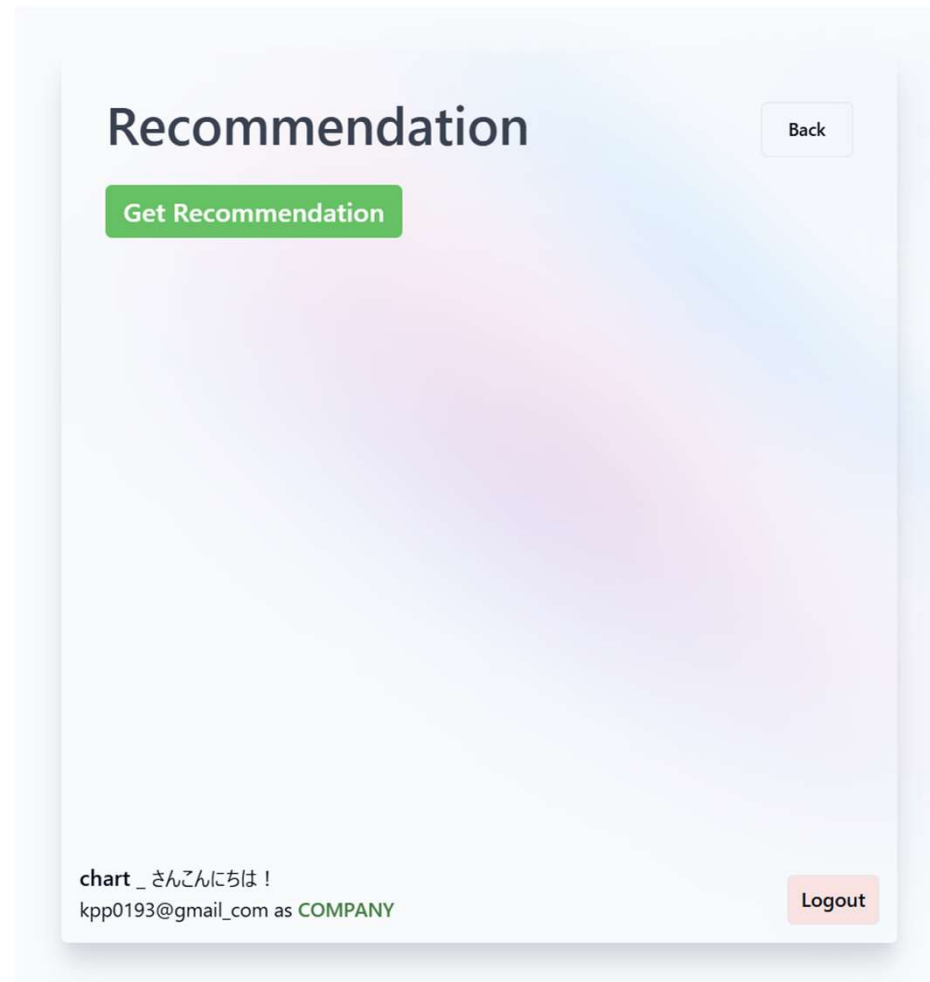 Recommendation
Back
Get Recommendation
chart _ さんこんにちは！
kpp0193@gmail_com as COMPANY
Logout